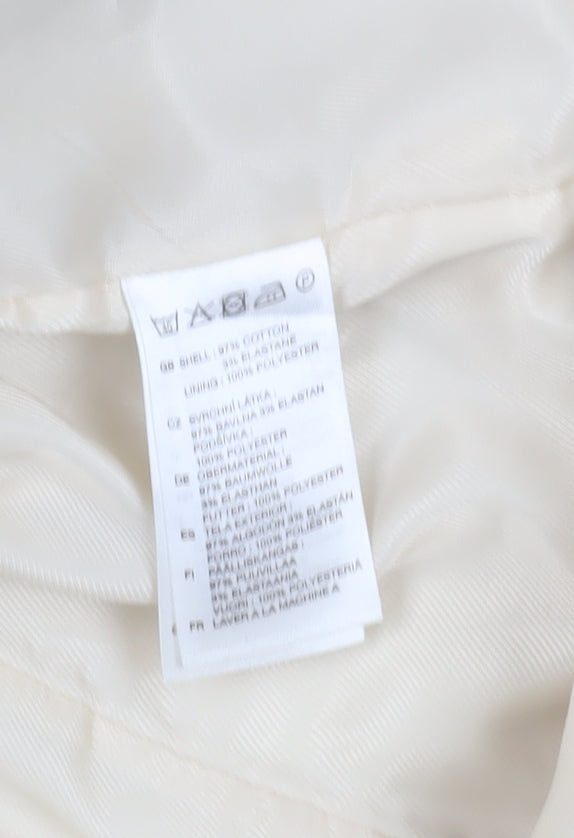 P
GB SHELL : 97% COTTON
3% ELASTANE
LINING : 100% POLYESTER
CZ SVRCHNÍ LÁTKA :
97% BAVLNA 3% ELASTAN
PODŠÍVKA :
100% POLYESTER
DE OBERMATERIAL :
97% BAUMWOLLE
3% ELASTAN
FUTTER : 100% POLYESTER
ES TELA EXTERIOR :
97% ALGODÓN 3% ELASTÁN
FORRO : 100% POLIÉSTER
FI PÄÄLLISKANGAS :
97% PUUVILLAA
3% ELASTAANIA
VUORI : 100% POLYESTERIÄ
FR LAVER A LA MACHINE A